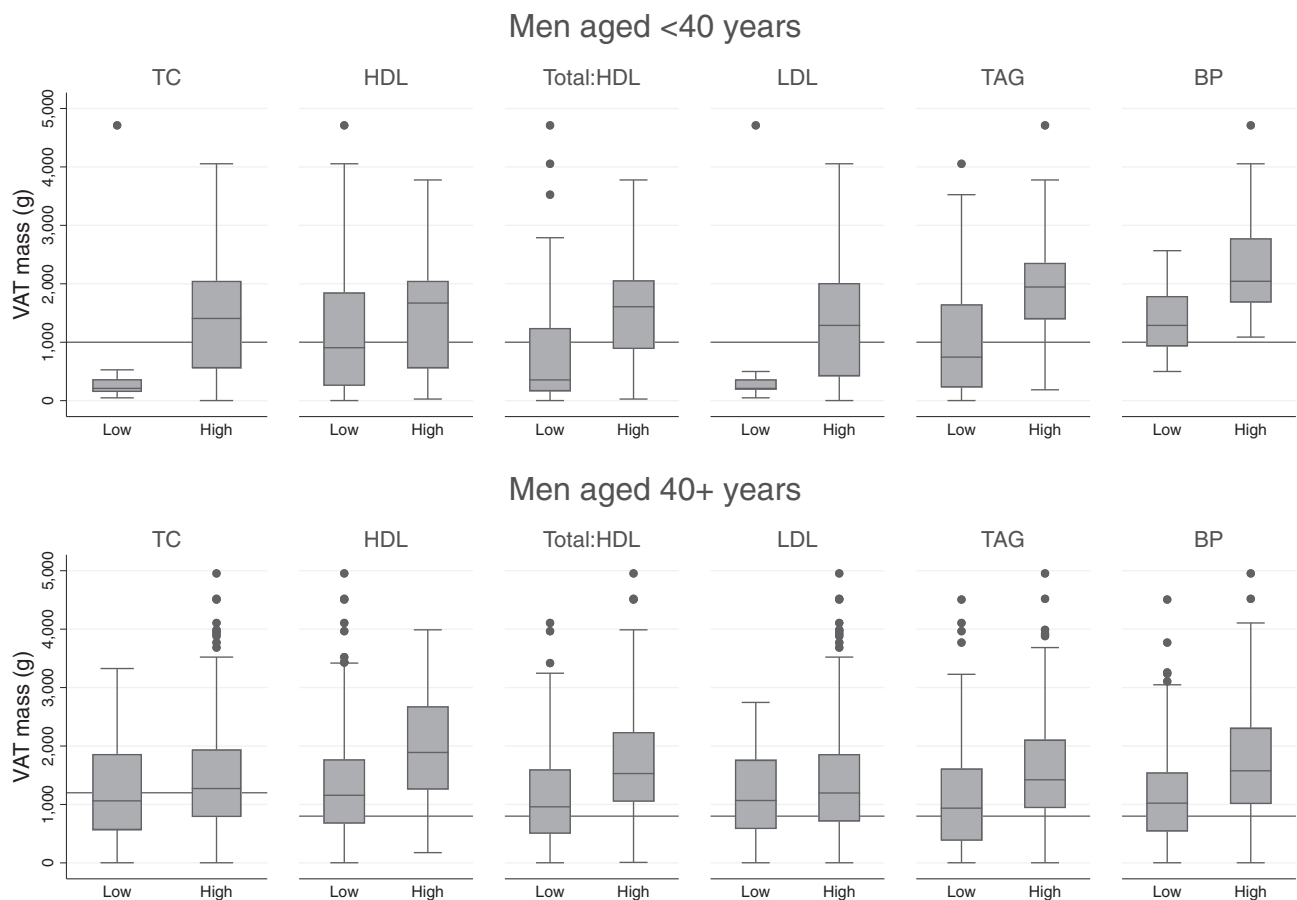 Men aged <40 years
TC HDL Total:HDL LDL TAG BP
VAT mass (g)
5,000
4,000
3,000
2,000
1,000
0
Low High Low High Low High Low High Low High Low High
Men aged 40+ years
TC HDL Total:HDL LDL TAG BP
VAT mass (g)
5,000
4,000
3,000
2,000
1,000
0
Low High Low High Low High Low High Low High Low High